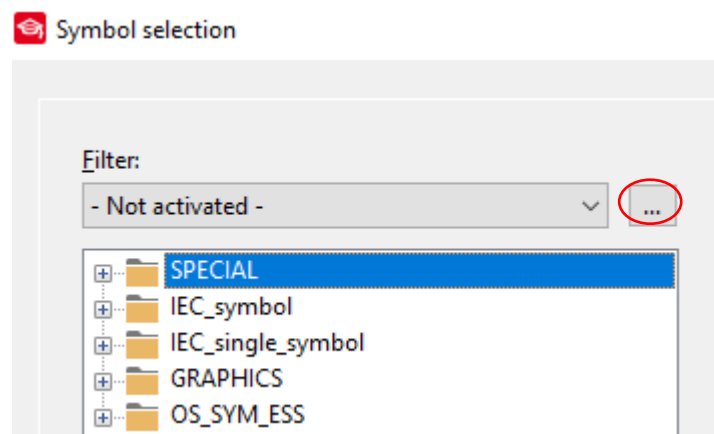 Symbol selection
Filter:
- Not activated -
...
SPECIAL
IEC_symbol
IEC_single_symbol
GRAPHICS
OS_SYM_ESS